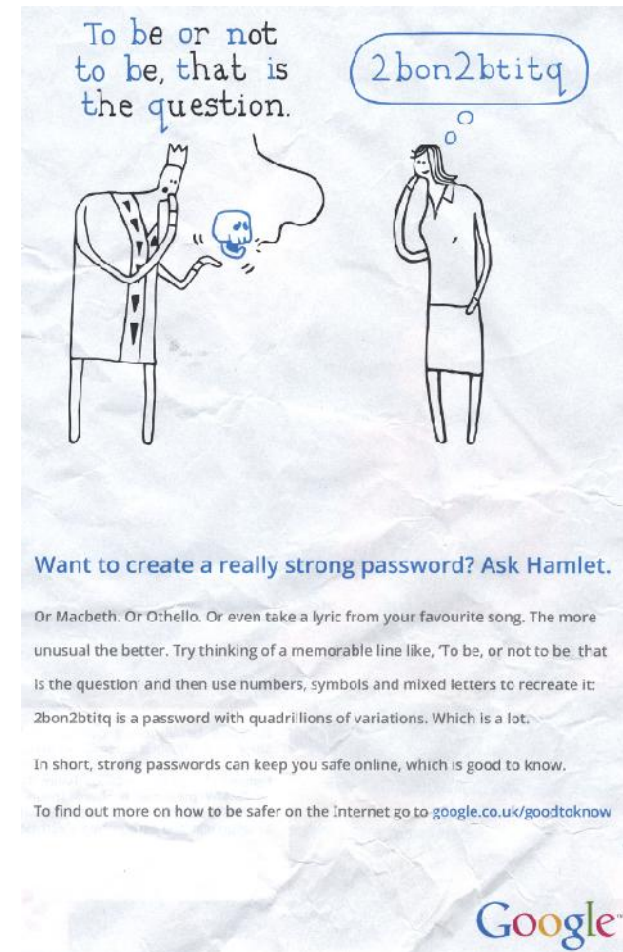 To be or not
to be, that is
the question.
2bon2btitq
Want to create a really strong password? Ask Hamlet.
Or Macbeth. Or Othello. Or even take a lyric from your favourite song. The more
unusual the better. Try thinking of a memorable line like, 'To be, or not to be, that
is the question' and then use numbers, symbols and mixed letters to recreate it:
2bon2btitq is a password with quadrillions of variations. Which is a lot.
In short, strong passwords can keep you safe online, which is good to know.
To find out more on how to be safer on the Internet go to google.co.uk/goodtoknow
Google™